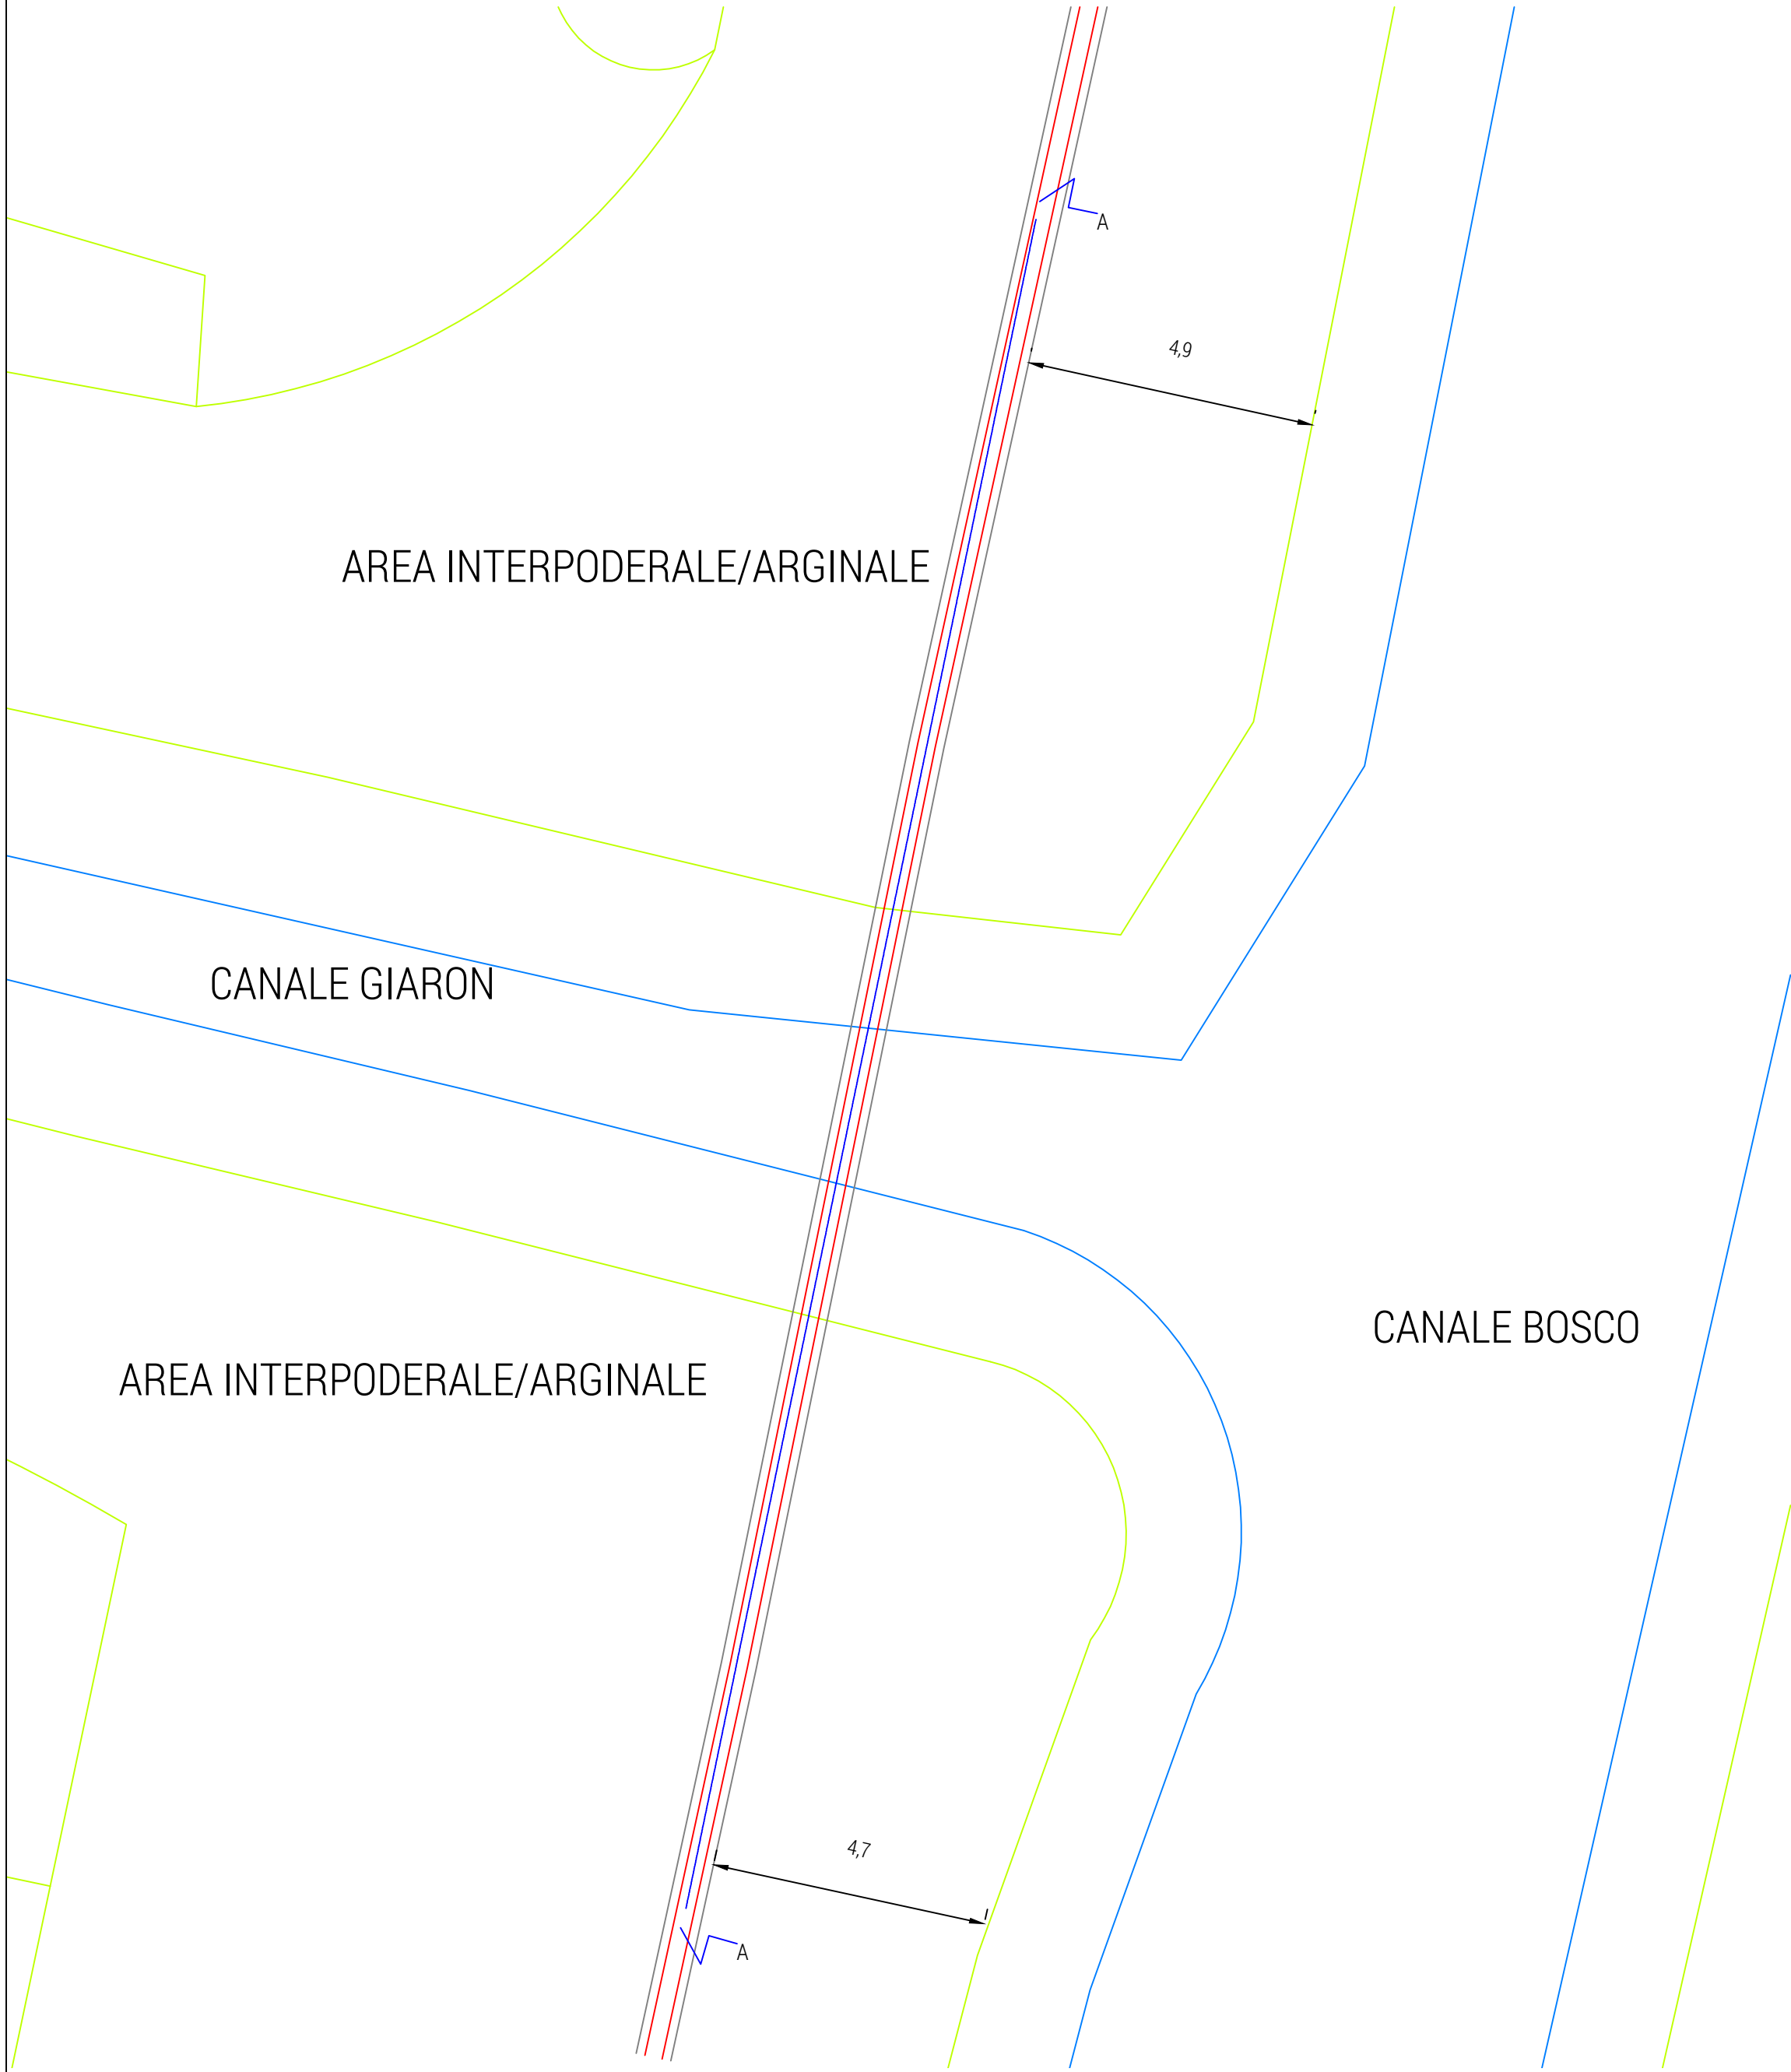 A
4,9
AREA INTERPODERALE/ARGINALE
CANALE GIARON
CANALE BOSCO
AREA INTERPODERALE/ARGINALE
4,7
A